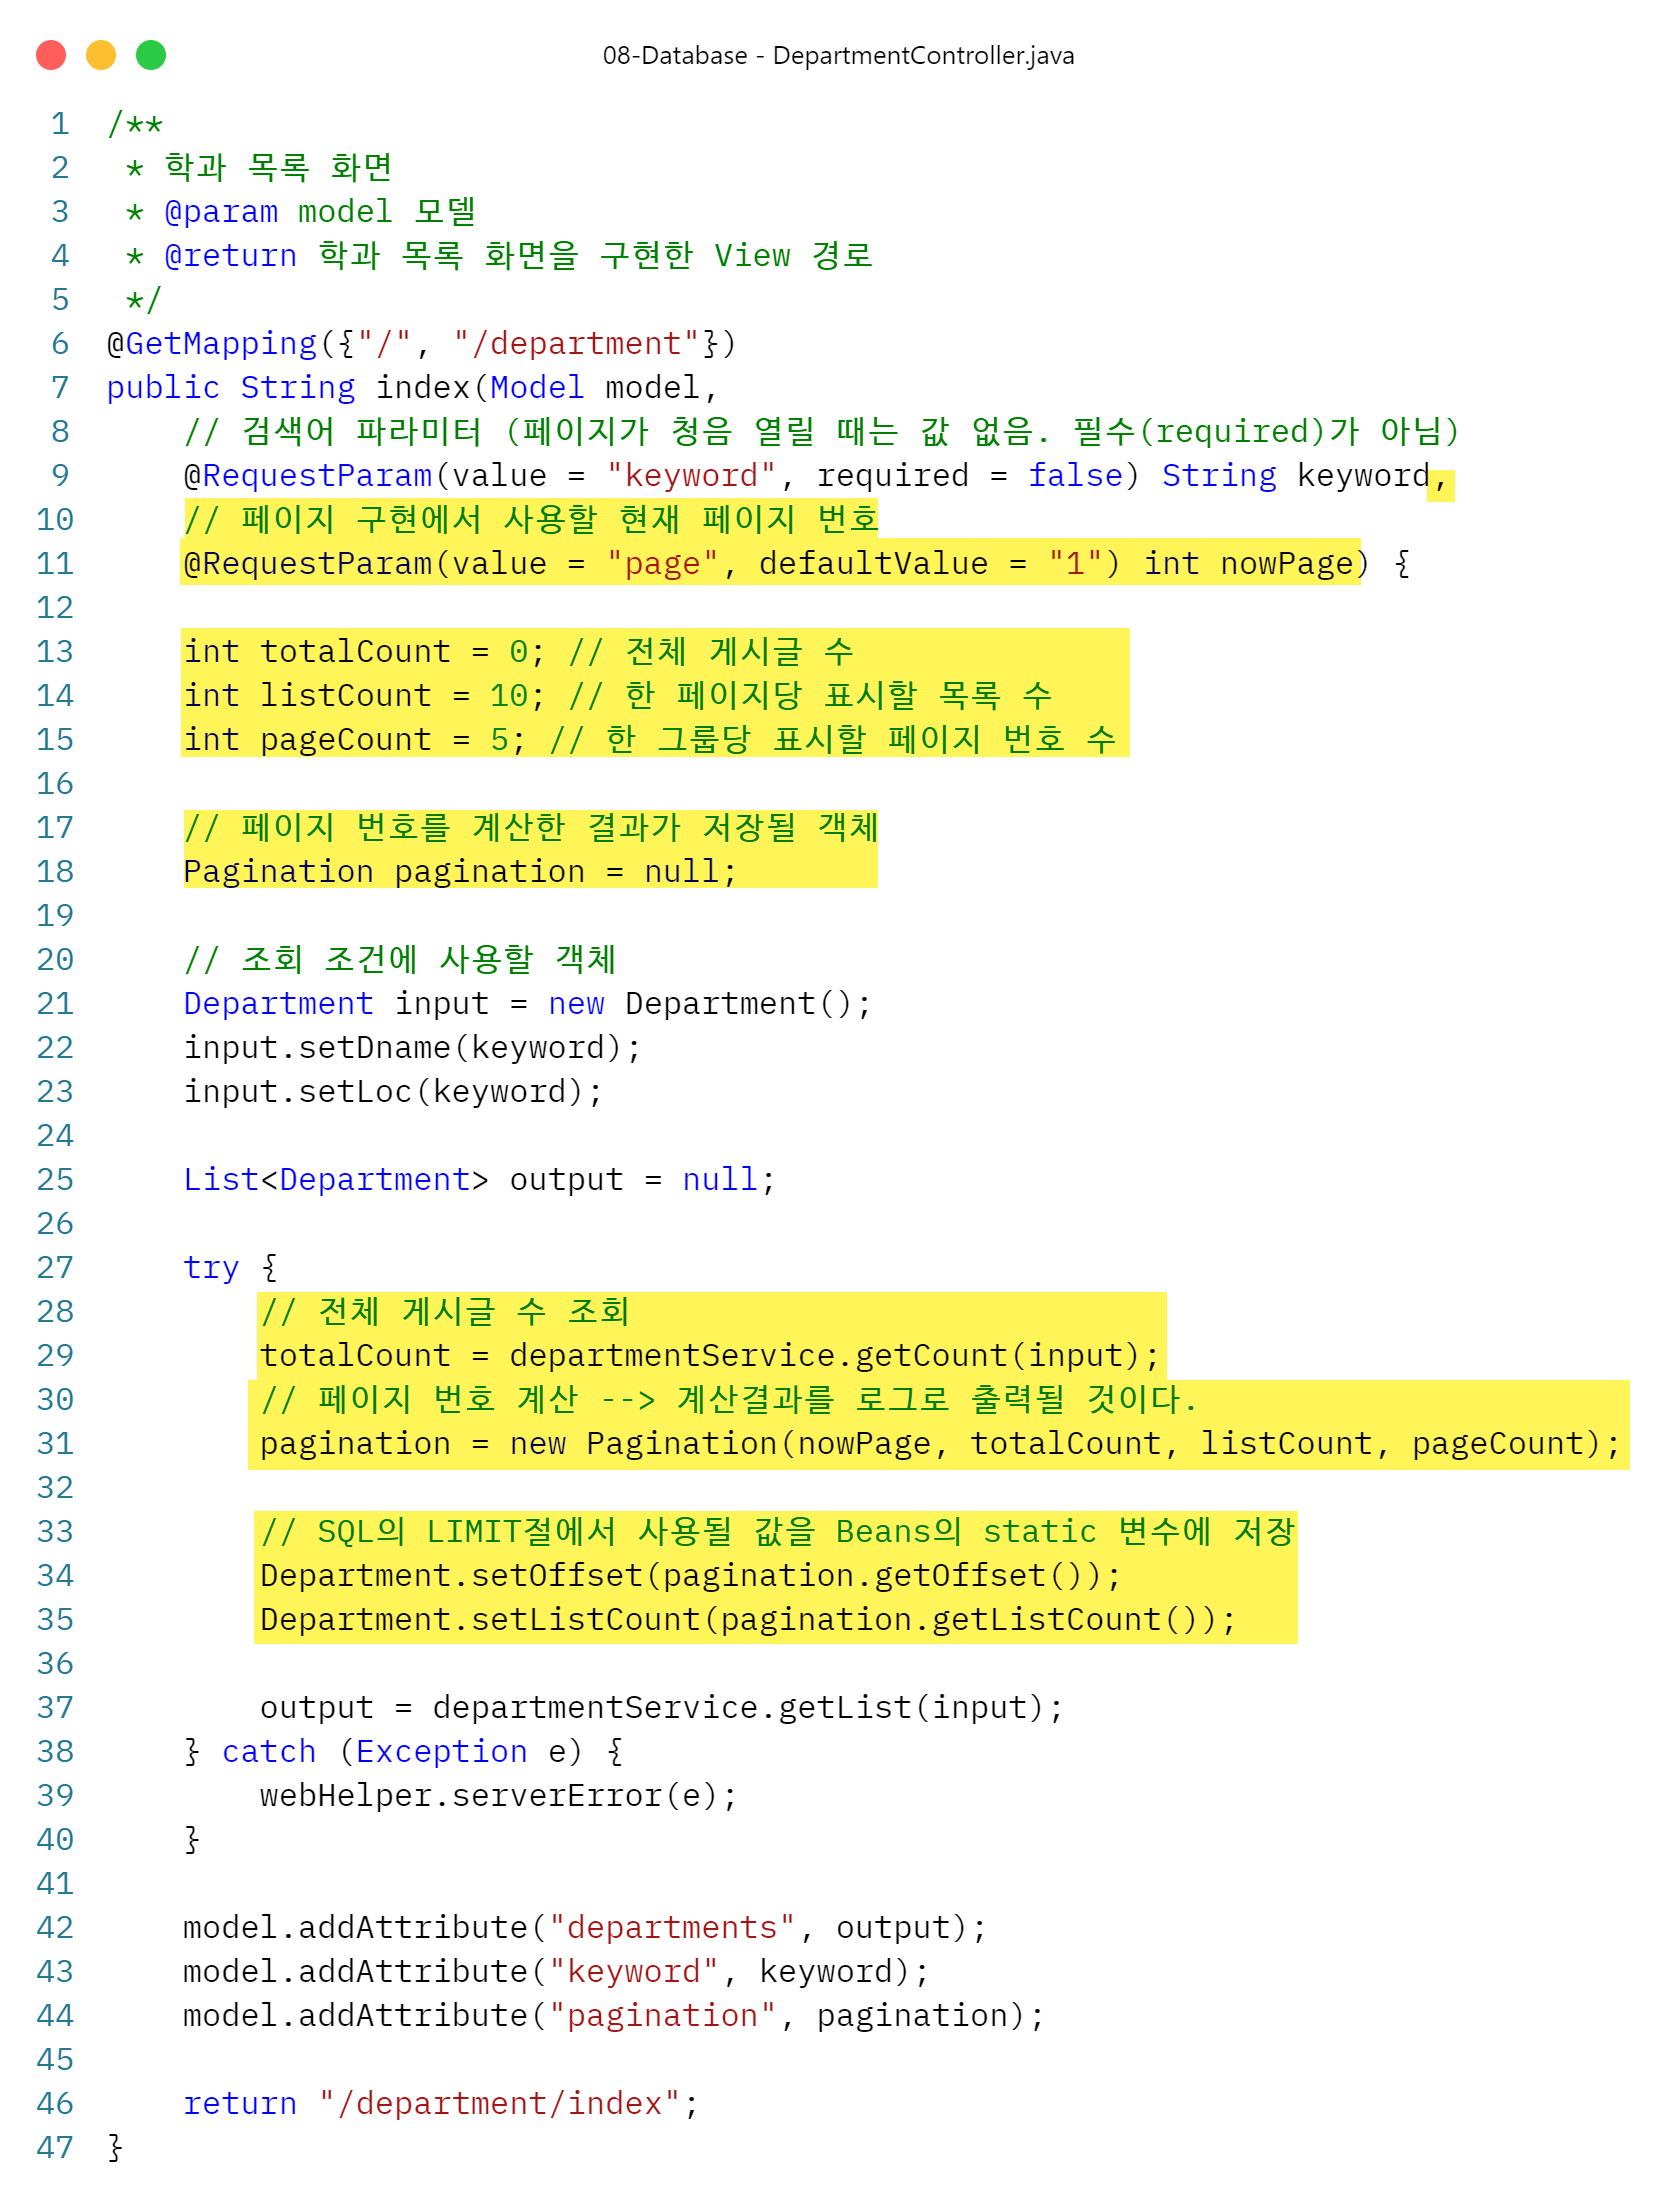 08-Database - DepartmentController.java
1 /**
2  * 학과 목록 화면
3  * @param model 모델
4  * @return 학과 목록 화면을 구현한 View 경로
5  */
6 @GetMapping({"/", "/department"})
7 public String index(Model model,
8     // 검색어 파라미터 (페이지가 청음 열릴 때는 값 없음. 필수(required)가 아님)
9     @RequestParam(value = "keyword", required = false) String keyword,
10     // 페이지 구현에서 사용할 현재 페이지 번호
11     @RequestParam(value = "page", defaultValue = "1") int nowPage) {
12
13     int totalCount = 0; // 전체 게시글 수
14     int listCount = 10; // 한 페이지당 표시할 목록 수
15     int pageCount = 5; // 한 그룹당 표시할 페이지 번호 수
16
17     // 페이지 번호를 계산한 결과가 저장될 객체
18     Pagination pagination = null;
19
20     // 조회 조건에 사용할 객체
21     Department input = new Department();
22     input.setDname(keyword);
23     input.setLoc(keyword);
24
25     List<Department> output = null;
26
27     try {
28         // 전체 게시글 수 조회
29         totalCount = departmentService.getCount(input);
30         // 페이지 번호 계산 --> 계산결과를 로그로 출력될 것이다.
31         pagination = new Pagination(nowPage, totalCount, listCount, pageCount);
32
33         // SQL의 LIMIT절에서 사용될 값을 Beans의 static 변수에 저장
34         Department.setOffset(pagination.getOffset());
35         Department.setListCount(pagination.getListCount());
36
37         output = departmentService.getList(input);
38     } catch (Exception e) {
39         webHelper.serverError(e);
40     }
41
42     model.addAttribute("departments", output);
43     model.addAttribute("keyword", keyword);
44     model.addAttribute("pagination", pagination);
45
46     return "/department/index";
47 }